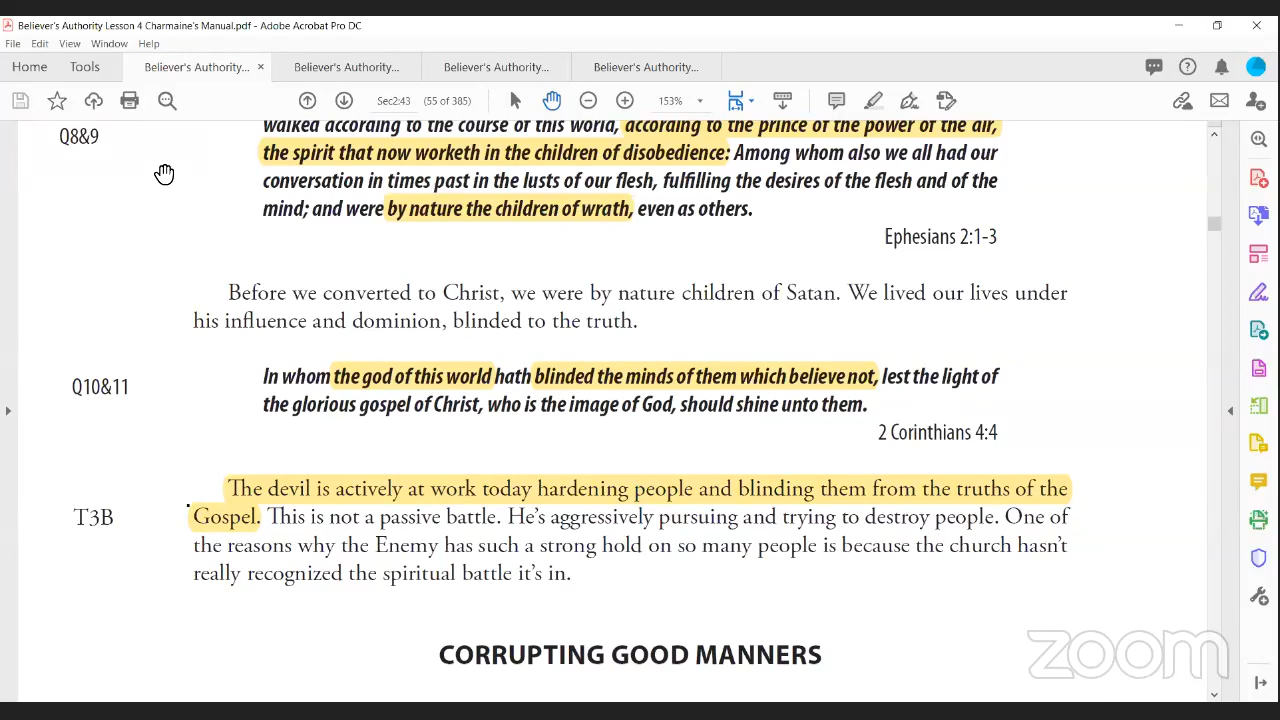 Believer's Authority Lesson 4 Charmaine's Manual.pdf - Adobe Acrobat Pro DC
File Edit View Window Help
Home Tools Believer's Authority... × Believer's Authority... Believer's Authority... Believer's Authority...
Sec2:43 (55 of 385) 153%
Q8&9
walked according to the course of this world, according to the prince of the power of the air,
the spirit that now worketh in the children of disobedience: Among whom also we all had our
conversation in times past in the lusts of our flesh, fulfilling the desires of the flesh and of the
mind; and were by nature the children of wrath, even as others.
Ephesians 2:1-3
Before we converted to Christ, we were by nature children of Satan. We lived our lives under
his influence and dominion, blinded to the truth.
Q10&11
In whom the god of this world hath blinded the minds of them which believe not, lest the light of
the glorious gospel of Christ, who is the image of God, should shine unto them.
2 Corinthians 4:4
The devil is actively at work today hardening people and blinding them from the truths of the
T3B
Gospel. This is not a passive battle. He's aggressively pursuing and trying to destroy people. One of
the reasons why the Enemy has such a strong hold on so many people is because the church hasn't
really recognized the spiritual battle it's in.
CORRUPTING GOOD MANNERS
zoom